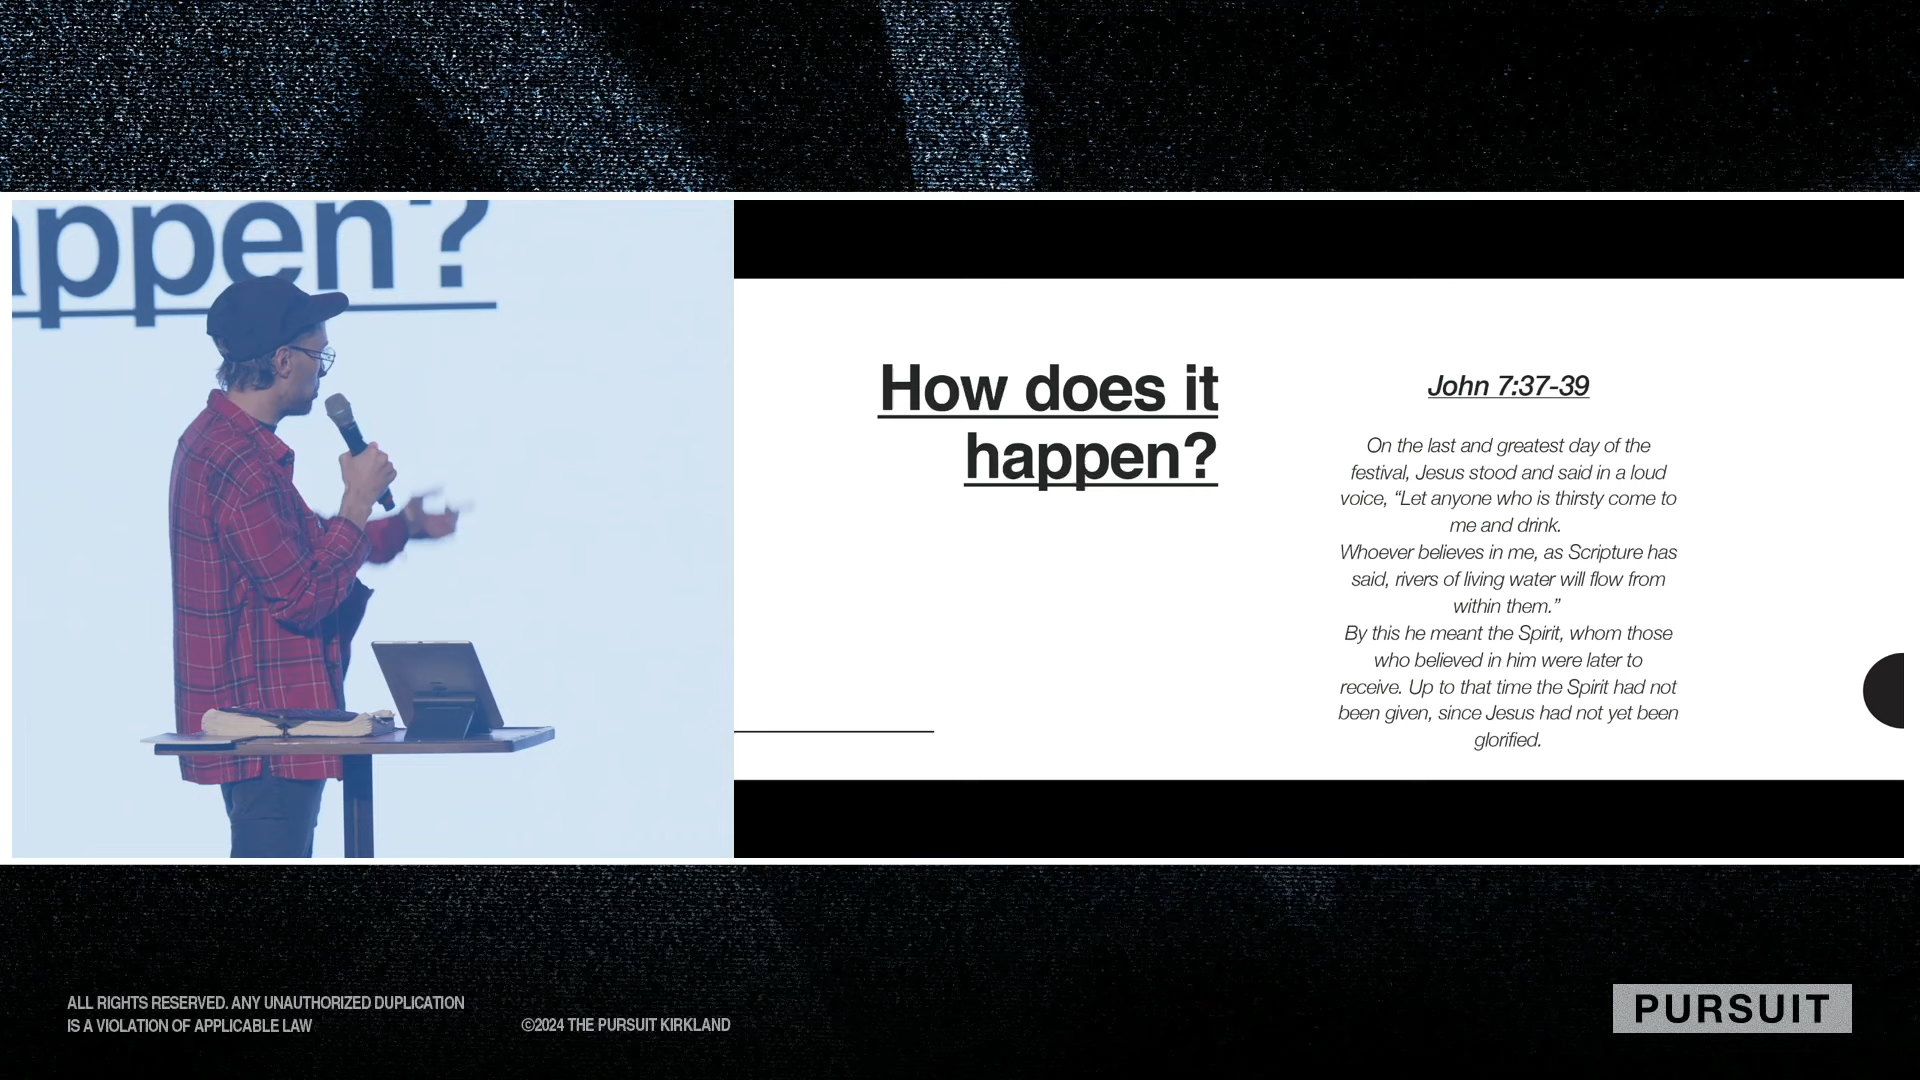 appen?
How does it
happen?
John 7:37-39
On the last and greatest day of the
festival, Jesus stood and said in a loud
voice, “Let anyone who is thirsty come to
me and drink.
Whoever believes in me, as Scripture has
said, rivers of living water will flow from
within them.”
By this he meant the Spirit, whom those
who believed in him were later to
receive. Up to that time the Spirit had not
been given, since Jesus had not yet been
glorified.
ALL RIGHTS RESERVED. ANY UNAUTHORIZED DUPLICATION
IS A VIOLATION OF APPLICABLE LAW
©2024 THE PURSUIT KIRKLAND
PURSUIT